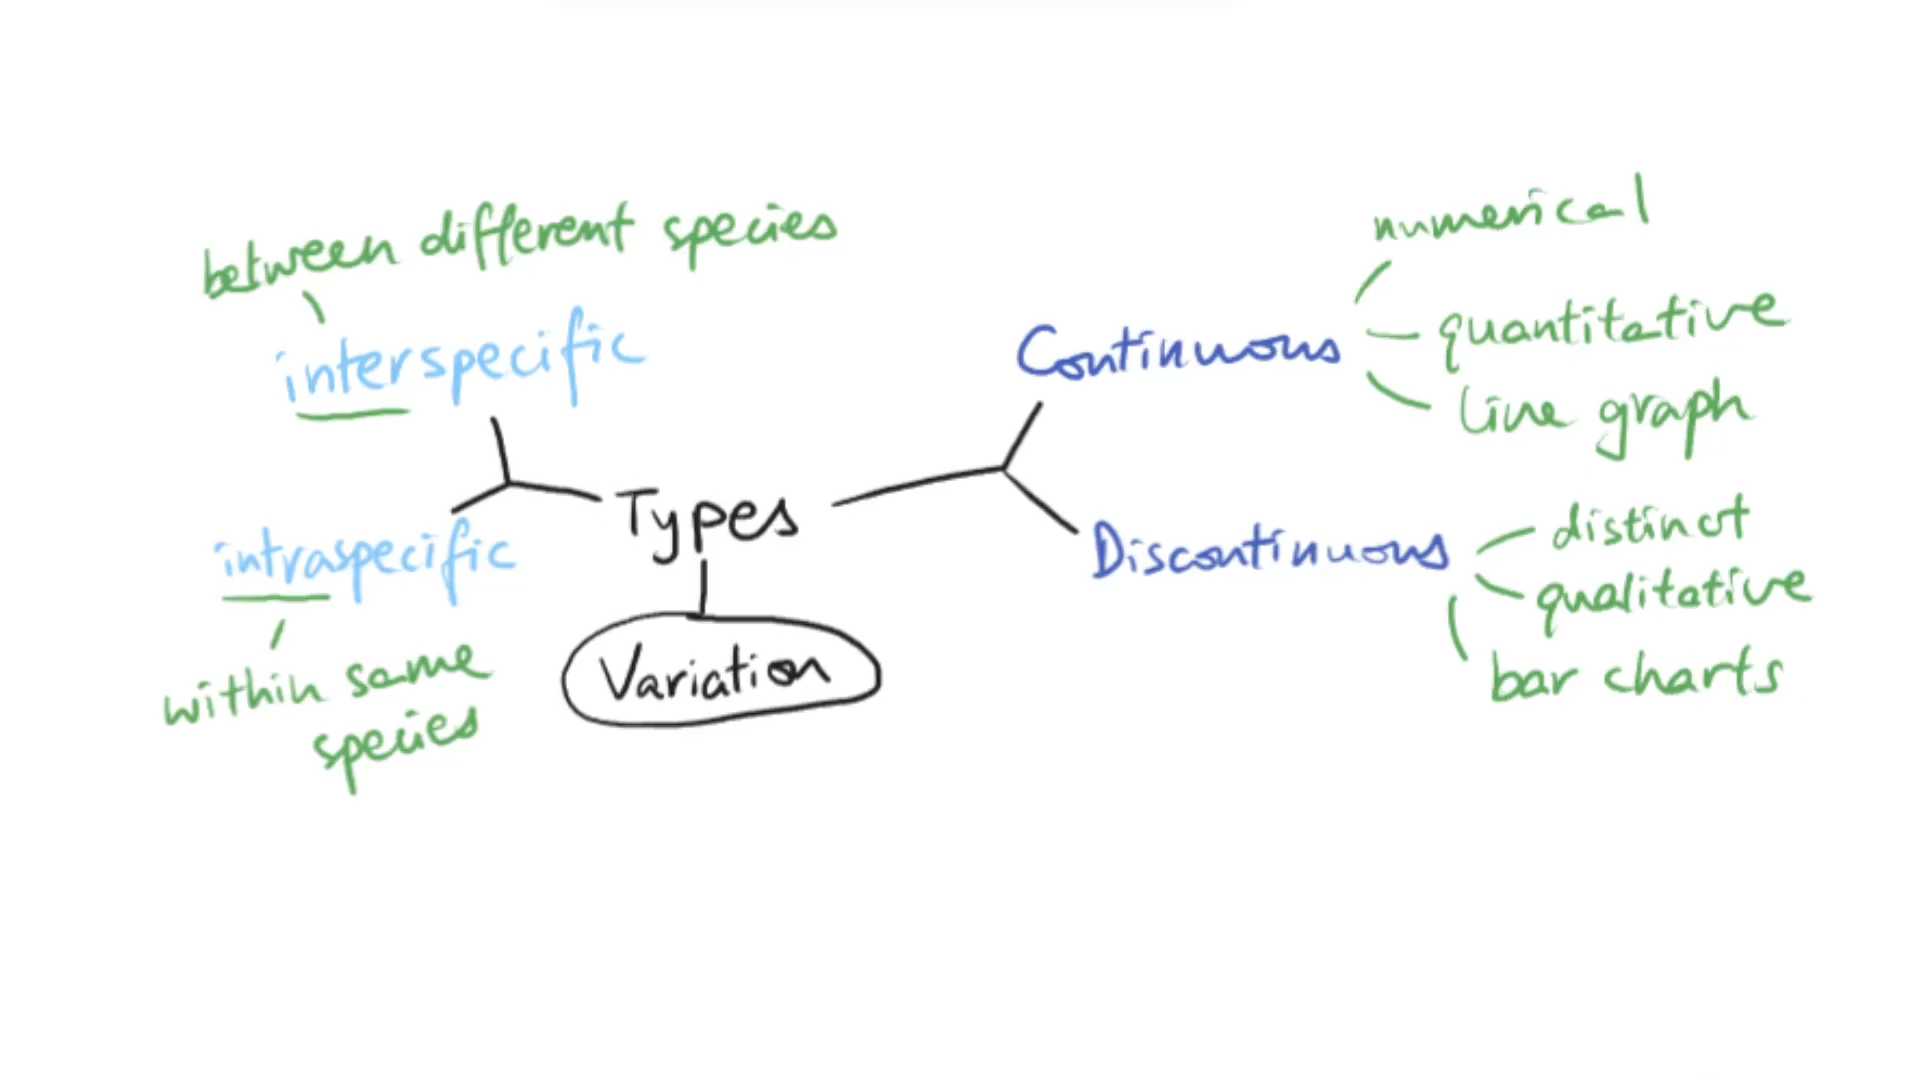 between different species
interspecific
Types
intraspecific
within same
species
Variation
Continuous
numerical
quantitative
line graph
Discontinuous
distinct
qualitative
bar charts